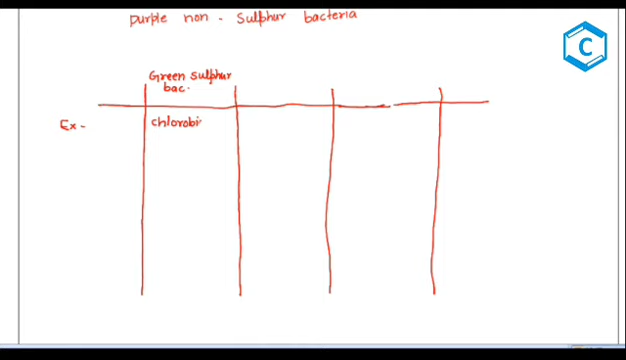 purple non - sulphur bacteria
C
Green sulphur
bac.
Ex - chlorobi